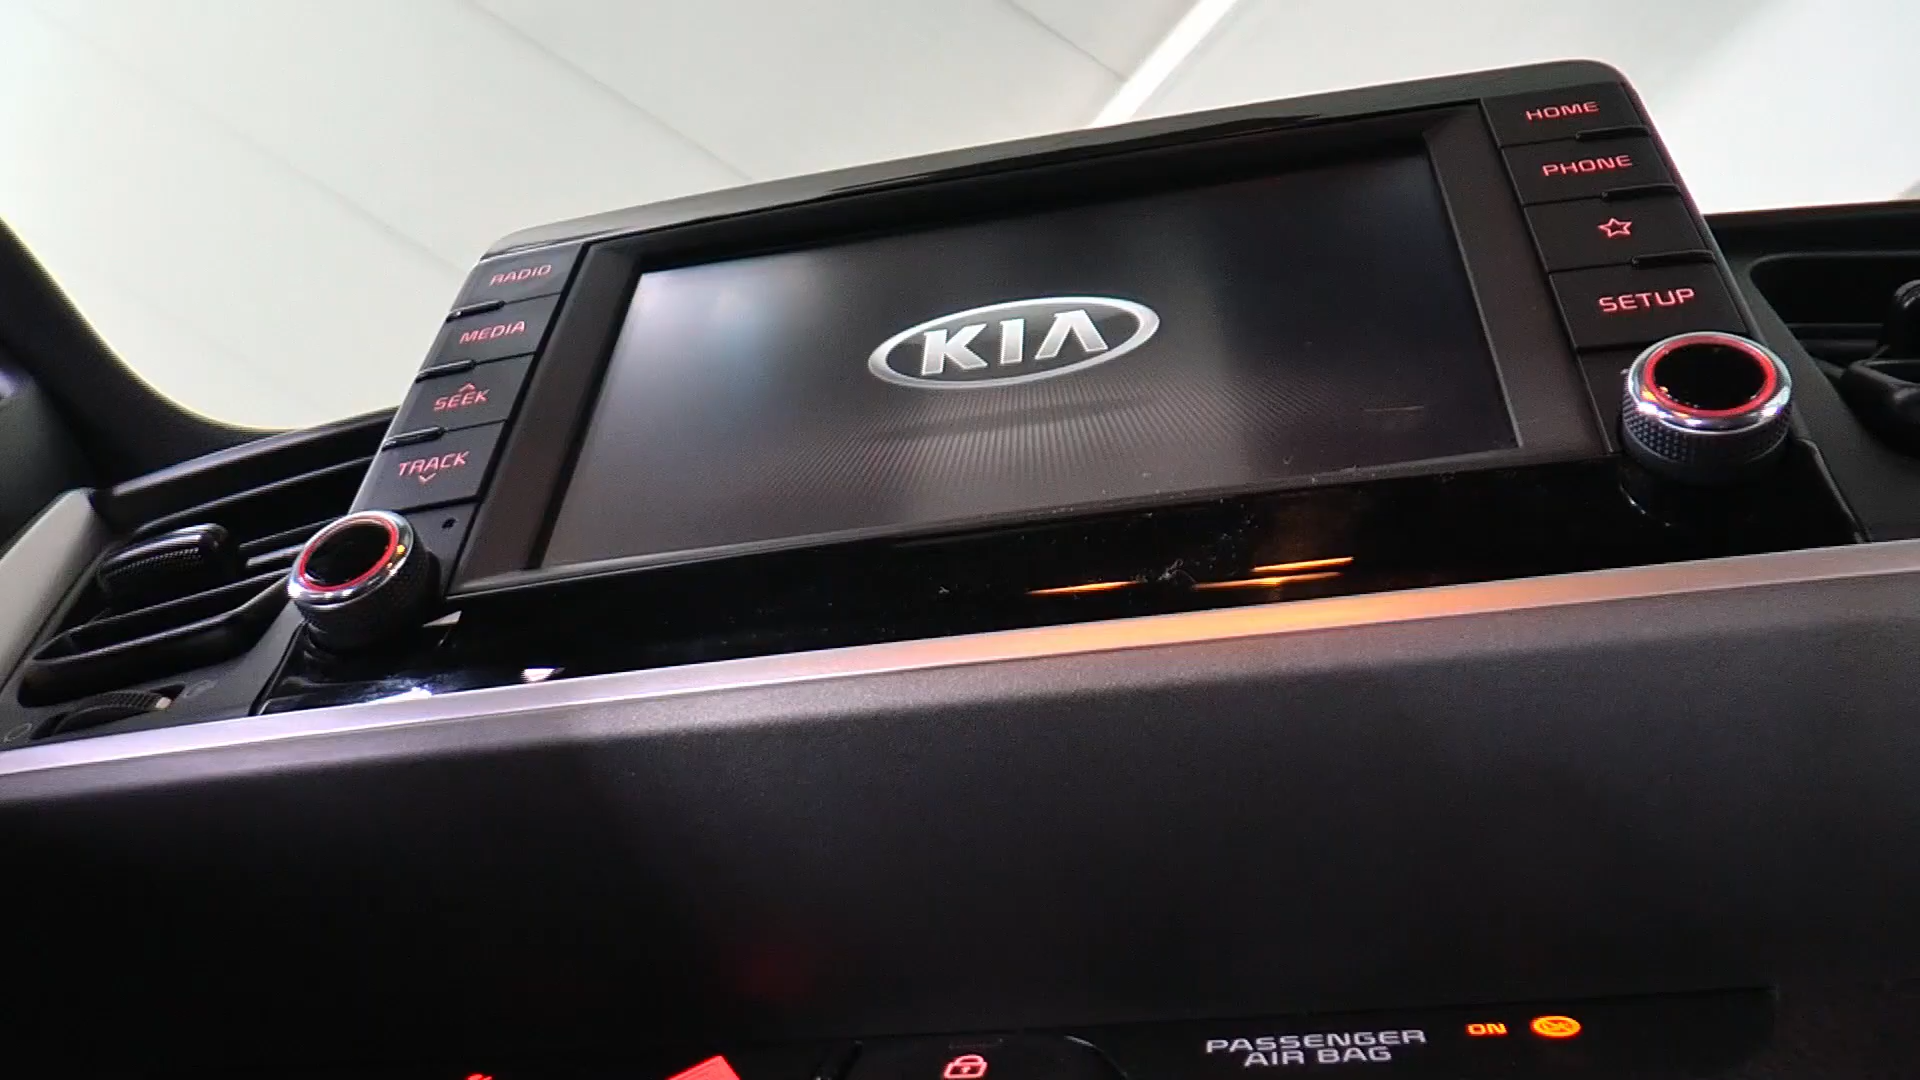 HOME
PHONE
SETUP
RADIO
MEDIA
SEEK
TRACK
KIA
PASSENGER
AIR BAG
ON